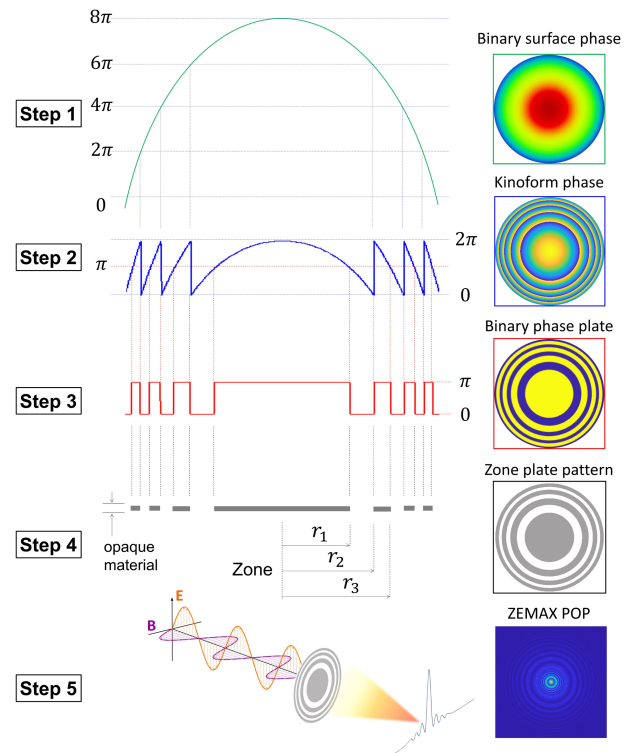 8π
Binary surface phase
6π
Step 1
4π
2π
0
Kinoform phase
Step 2
2π
π
0
Binary phase plate
Step 3
π
0
Zone plate pattern
Step 4
opaque
material
Zone
r₁
r₂
r₃
ZEMAX POP
E
B
Step 5